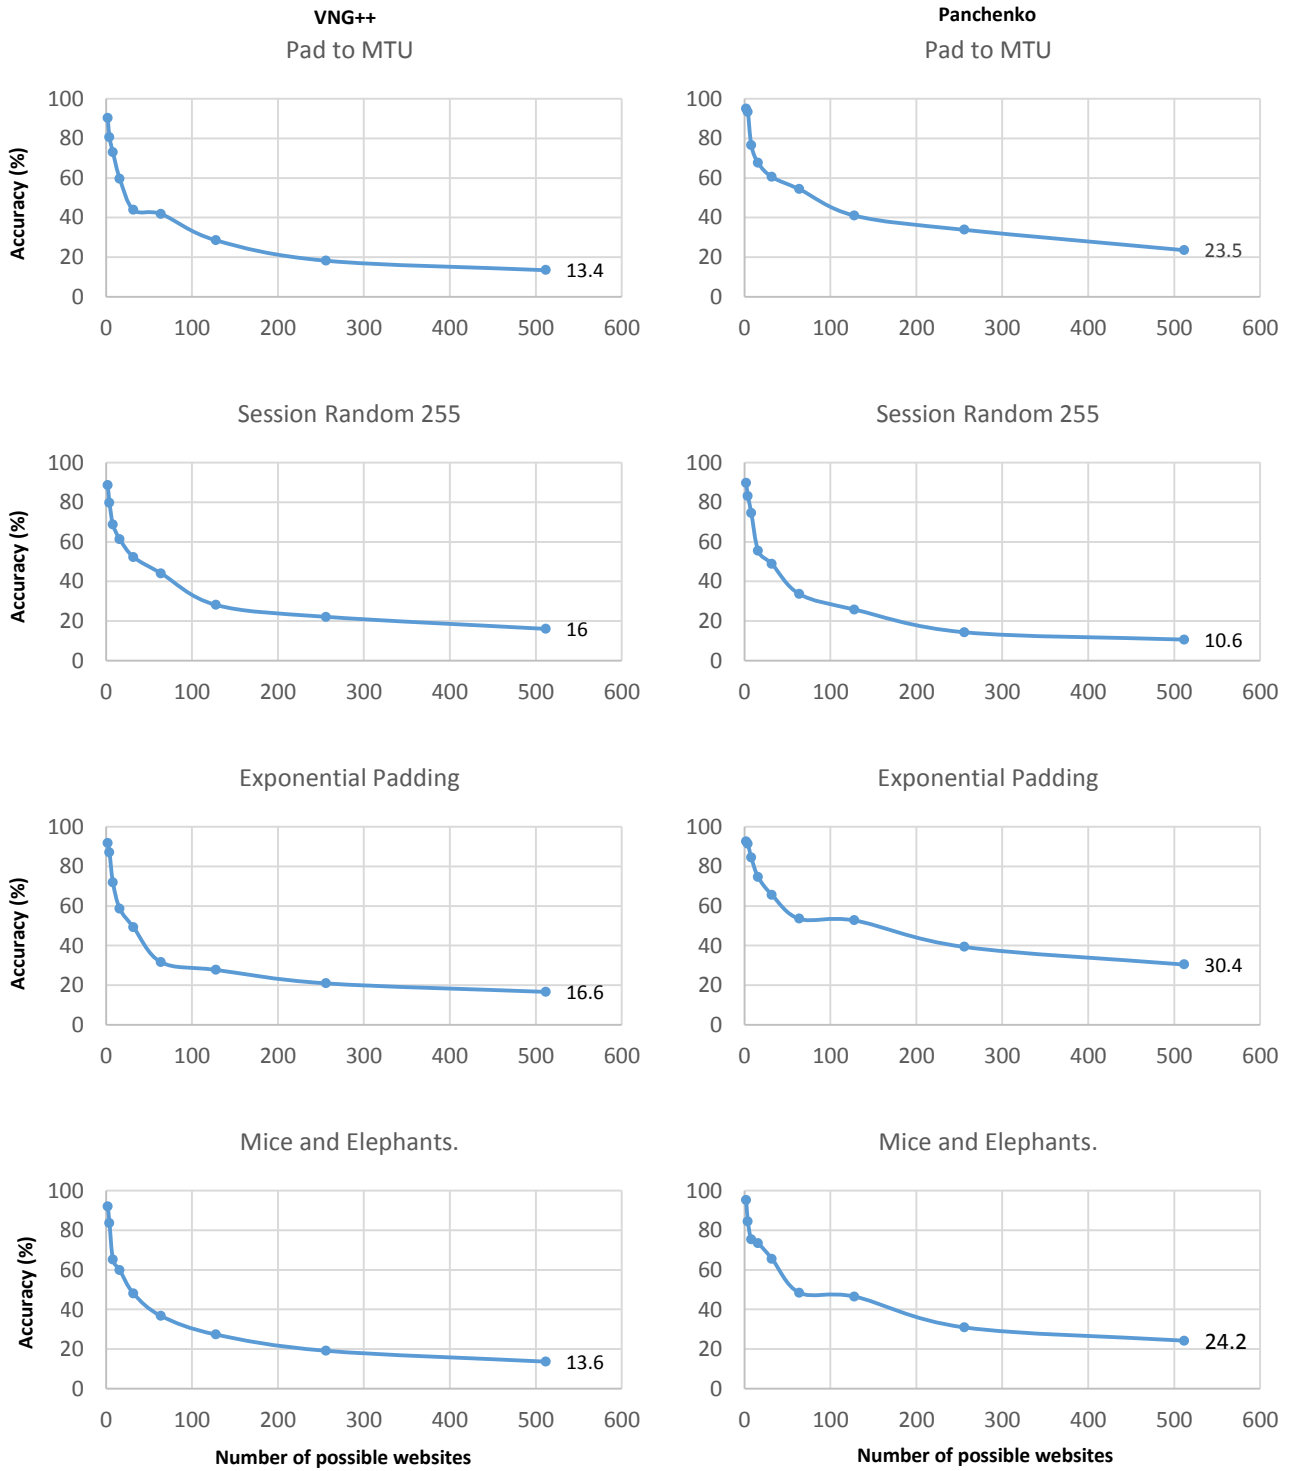 VNG++
Pad to MTU
Accuracy (%)
100
80
60
40
20
0
13.4
0 100 200 300 400 500 600
Panchenko
Pad to MTU
100
80
60
40
20
0
23.5
0 100 200 300 400 500 600
Session Random 255
Accuracy (%)
100
80
60
40
20
0
16
0 100 200 300 400 500 600
Session Random 255
100
80
60
40
20
0
10.6
0 100 200 300 400 500 600
Exponential Padding
Accuracy (%)
100
80
60
40
20
0
16.6
0 100 200 300 400 500 600
Exponential Padding
100
80
60
40
20
0
30.4
0 100 200 300 400 500 600
Mice and Elephants.
Accuracy (%)
100
80
60
40
20
0
13.6
0 100 200 300 400 500 600
Number of possible websites
Mice and Elephants.
100
80
60
40
20
0
24.2
0 100 200 300 400 500 600
Number of possible websites